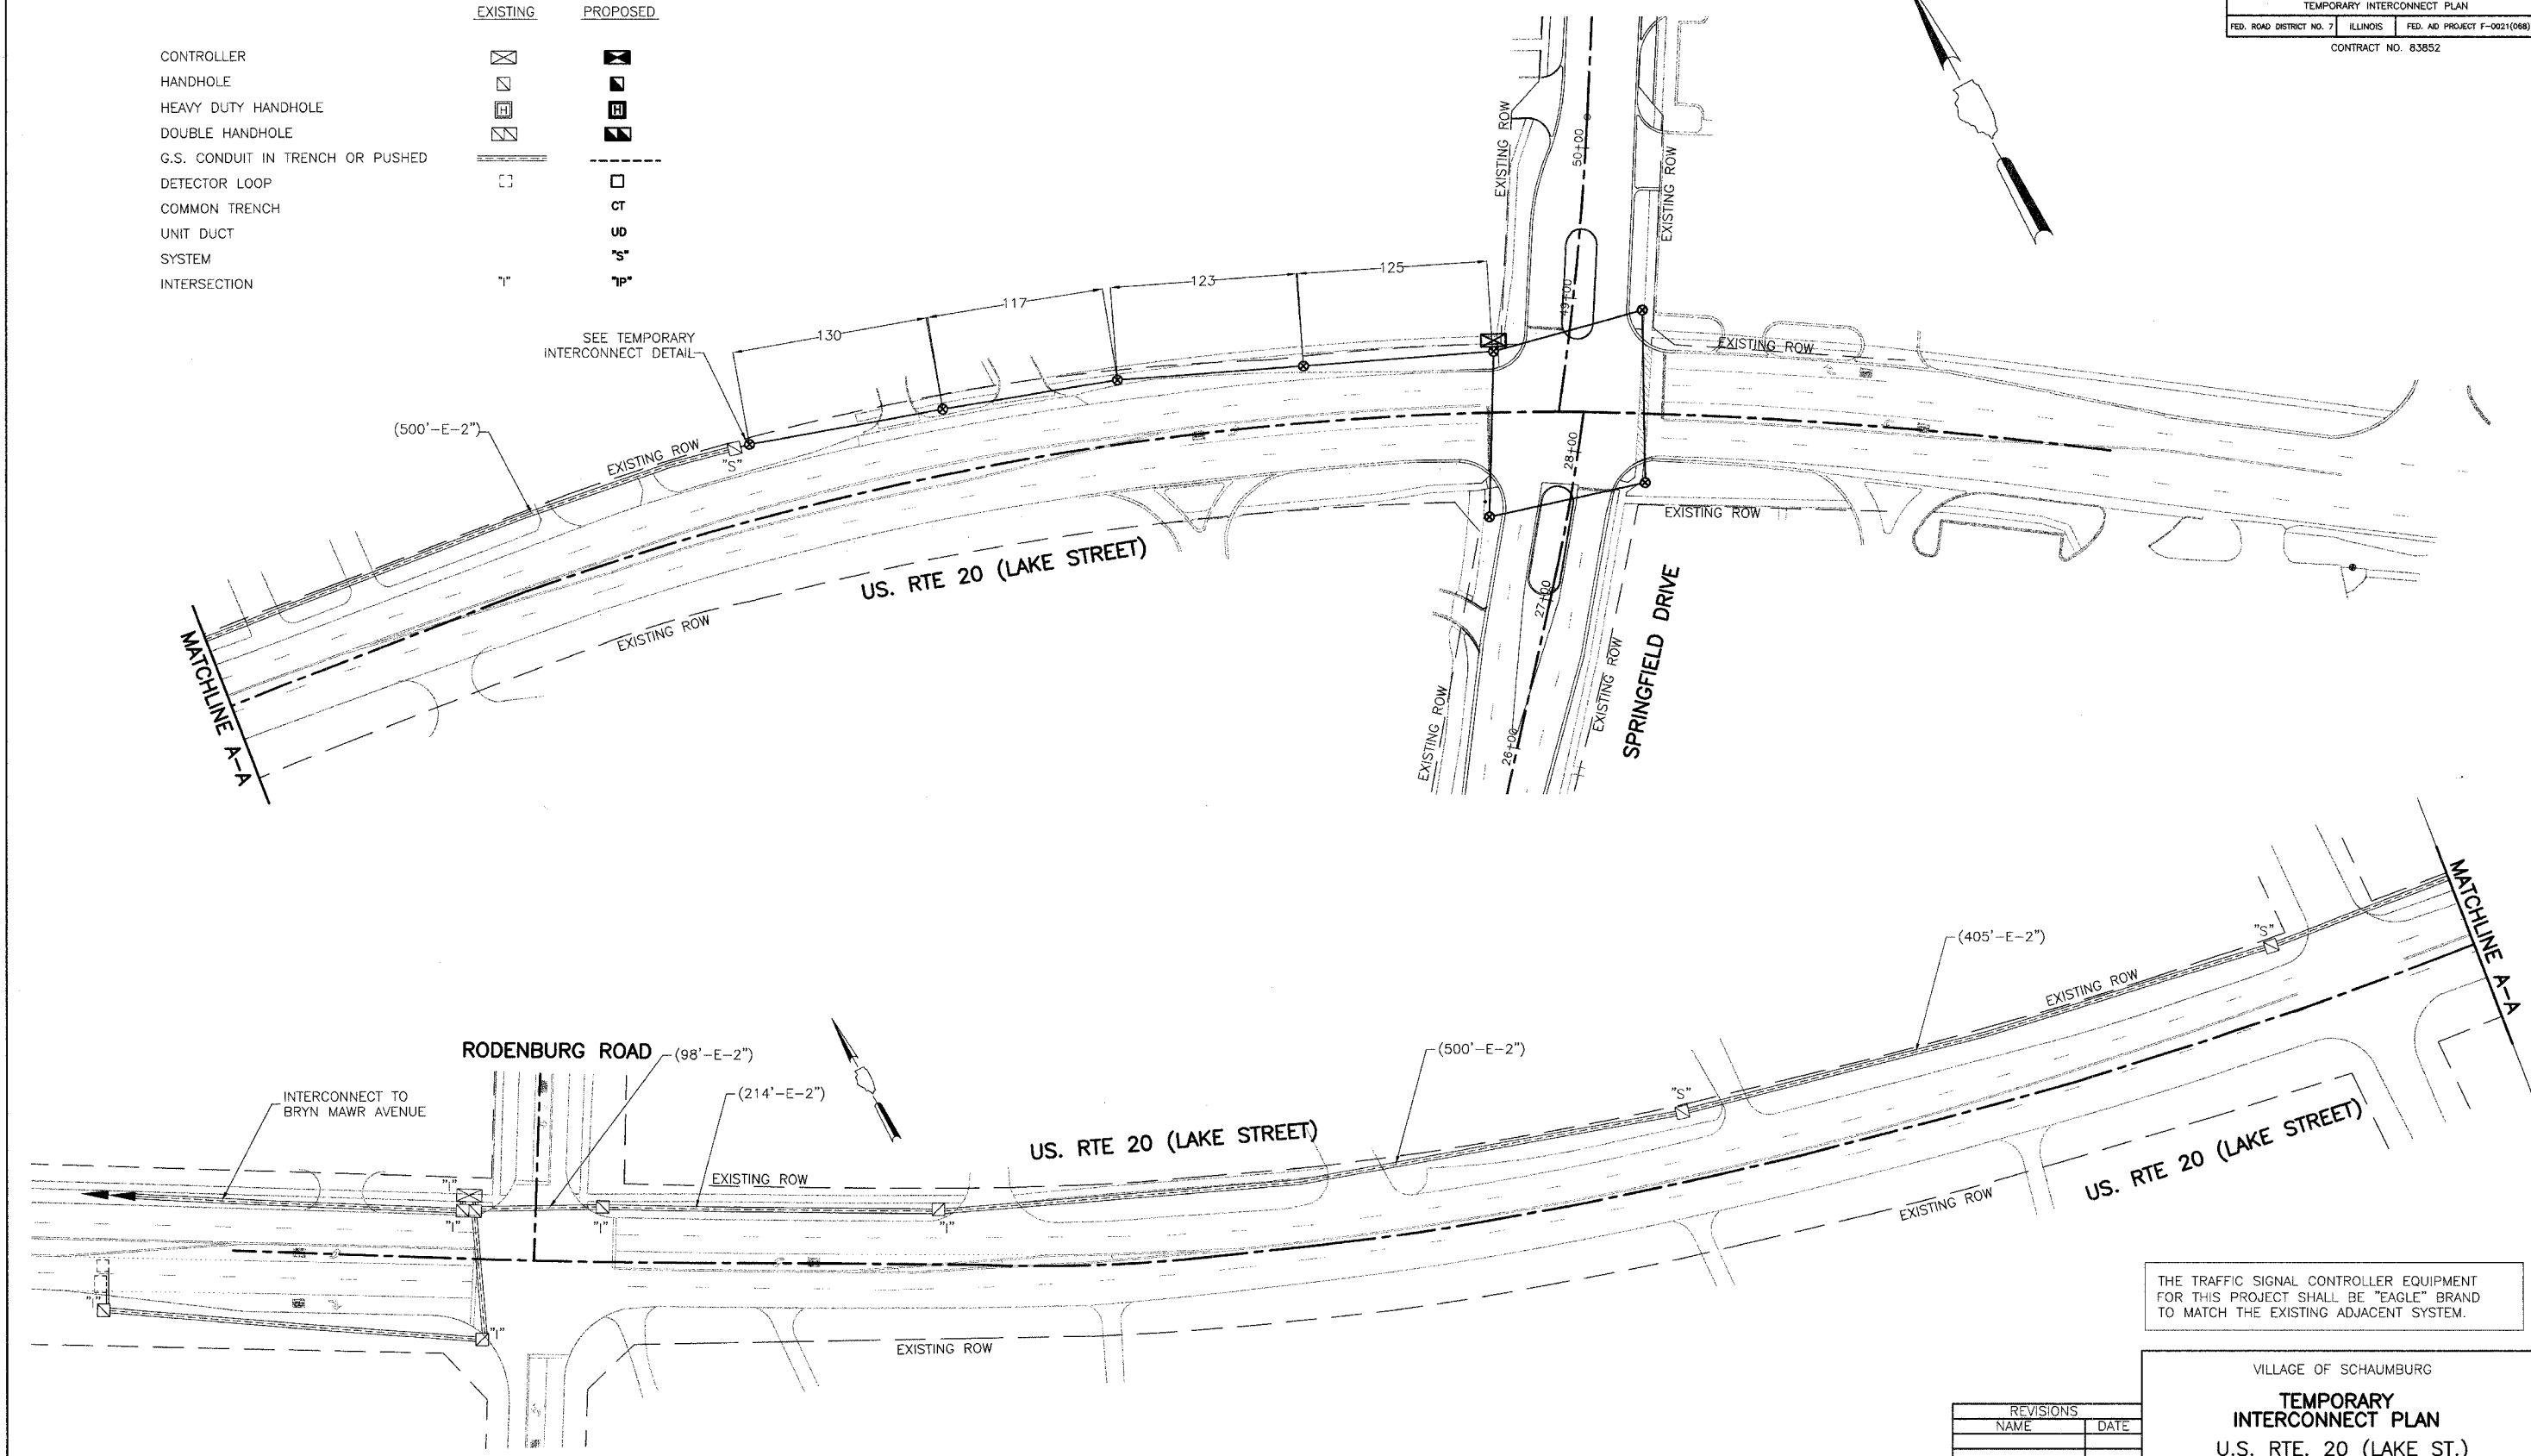 EXISTING PROPOSED
CONTROLLER
HANDHOLE
HEAVY DUTY HANDHOLE H H
DOUBLE HANDHOLE
G.S. CONDUIT IN TRENCH OR PUSHED
DETECTOR LOOP
COMMON TRENCH CT
UNIT DUCT UD
SYSTEM "S"
INTERSECTION "I" "IP"
TEMPORARY INTERCONNECT PLAN
FED. ROAD DISTRICT NO. 7 ILLINOIS FED. AID PROJECT F-0021(068)
CONTRACT NO. 83852
EXISTING ROW
50+00
EXISTING ROW
49+00
130
117
123
125
SEE TEMPORARY
INTERCONNECT DETAIL
(500'-E-2")
EXISTING ROW
"S"
EXISTING ROW
28+00
EXISTING ROW
27+00
26+00
US. RTE 20 (LAKE STREET)
EXISTING ROW
EXISTING ROW
EXISTING ROW
SPRINGFIELD DRIVE
MATCHLINE A-A
MATCHLINE A-A
"S"
(405'-E-2")
EXISTING ROW
(500'-E-2")
"S"
RODENBURG ROAD
(98'-E-2")
(214'-E-2")
INTERCONNECT TO
BRYN MAWR AVENUE
US. RTE 20 (LAKE STREET)
EXISTING ROW
"I"
"I"
"I"
"I"
"I"
"I"
US. RTE 20 (LAKE STREET)
EXISTING ROW
EXISTING ROW
THE TRAFFIC SIGNAL CONTROLLER EQUIPMENT
FOR THIS PROJECT SHALL BE "EAGLE" BRAND
TO MATCH THE EXISTING ADJACENT SYSTEM.
VILLAGE OF SCHAUMBURG
TEMPORARY
INTERCONNECT PLAN
U.S. RTE. 20 (LAKE ST.)
REVISIONS
NAME DATE